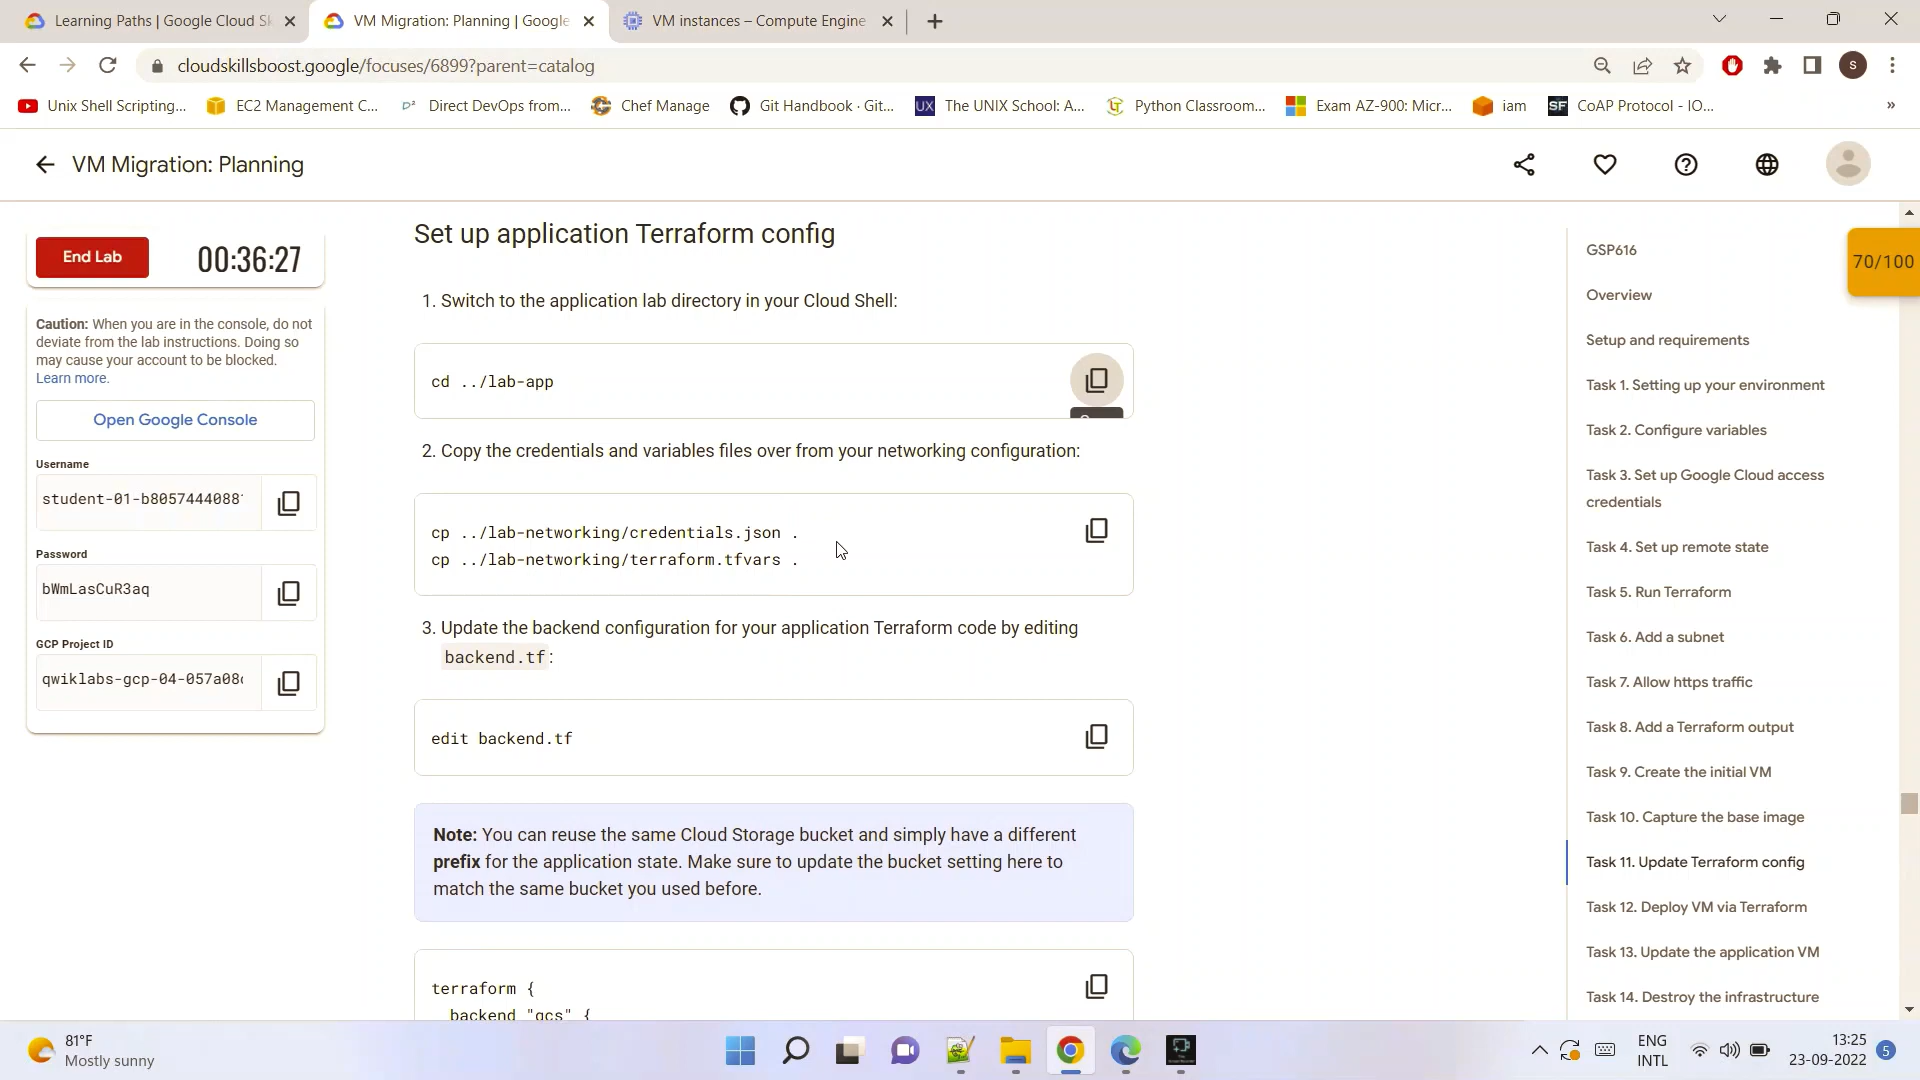 Learning Paths | Google Cloud Sk
VM Migration: Planning | Google
VM instances – Compute Engine
cloudskillsboost.google/focuses/6899?parent=catalog
S
Unix Shell Scripting...
EC2 Management C...
Direct DevOps from...
Chef Manage
Git Handbook · Git...
UX
The UNIX School: A...
Python Classroom...
Exam AZ-900: Micr...
iam
SF
CoAP Protocol - IO...
»
VM Migration: Planning
End Lab
00:36:27
Caution: When you are in the console, do not
deviate from the lab instructions. Doing so
may cause your account to be blocked.
Learn more.
Open Google Console
Username
student-01-b8057444088
Password
bWmLasCuR3aq
GCP Project ID
qwiklabs-gcp-04-057a08
Set up application Terraform config
1. Switch to the application lab directory in your Cloud Shell:
cd ../lab-app
2. Copy the credentials and variables files over from your networking configuration:
cp ../lab-networking/credentials.json .
cp ../lab-networking/terraform.tfvars .
3. Update the backend configuration for your application Terraform code by editing
backend.tf:
edit backend.tf
Note: You can reuse the same Cloud Storage bucket and simply have a different
prefix for the application state. Make sure to update the bucket setting here to
match the same bucket you used before.
terraform {
backend "gcs" {
GSP616
Overview
Setup and requirements
Task 1. Setting up your environment
Task 2. Configure variables
Task 3. Set up Google Cloud access
credentials
Task 4. Set up remote state
Task 5. Run Terraform
Task 6. Add a subnet
Task 7. Allow https traffic
Task 8. Add a Terraform output
Task 9. Create the initial VM
Task 10. Capture the base image
Task 11. Update Terraform config
Task 12. Deploy VM via Terraform
Task 13. Update the application VM
Task 14. Destroy the infrastructure
70/100
81°F
Mostly sunny
ENG
INTL
13:25
23-09-2022
5